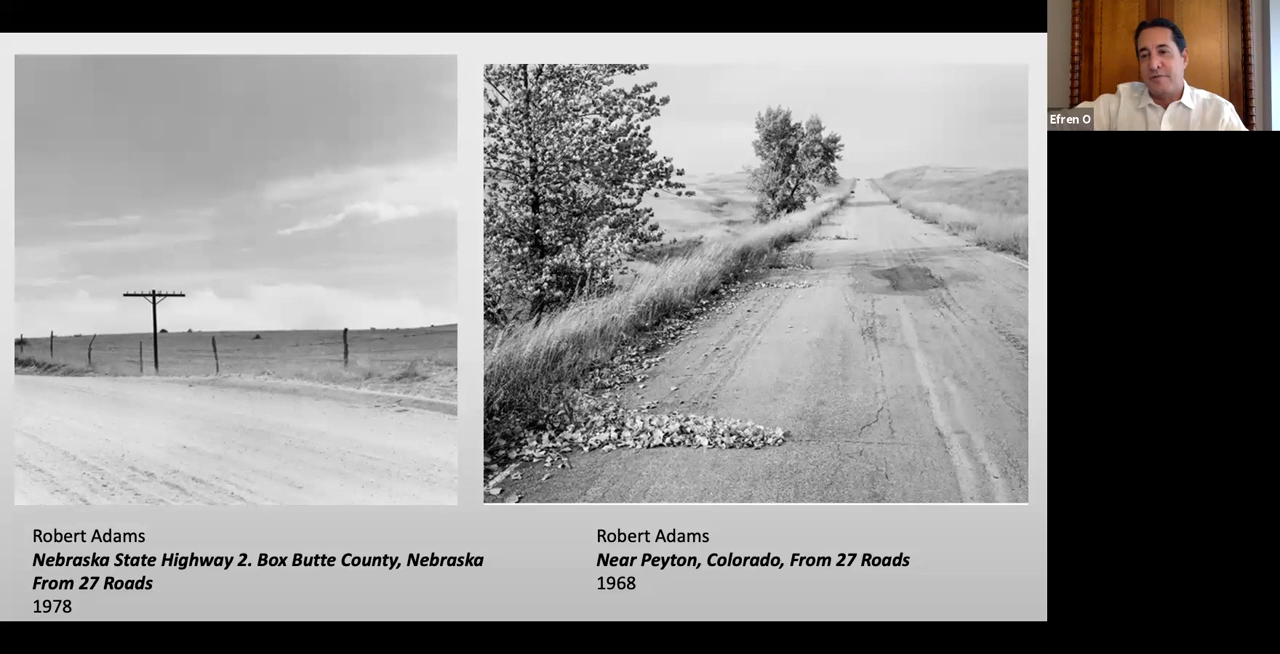 Efren O
Robert Adams
Nebraska State Highway 2. Box Butte County, Nebraska
From 27 Roads
1978
Robert Adams
Near Peyton, Colorado, From 27 Roads
1968